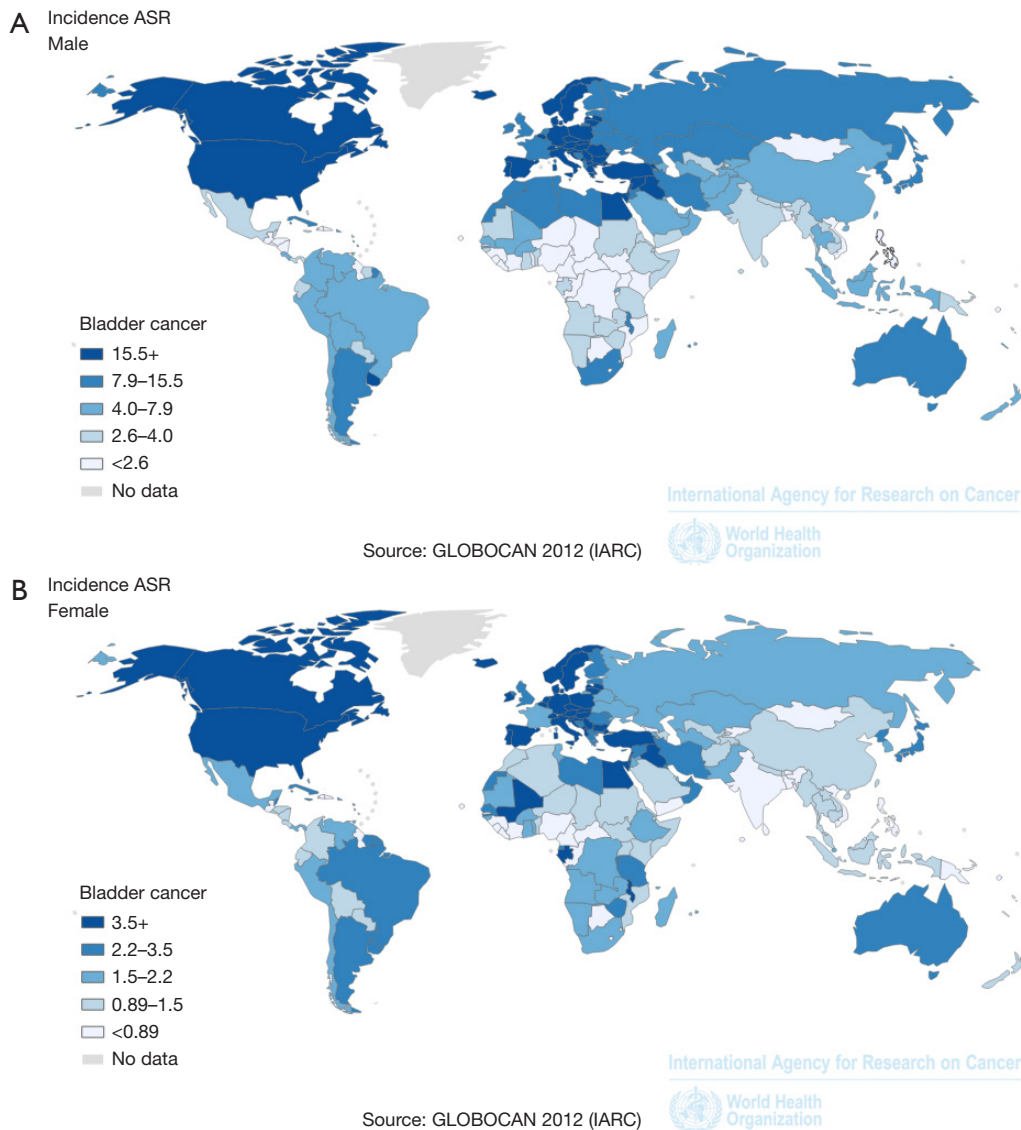 A
Incidence ASR
Male
Bladder cancer
15.5+
7.9–15.5
4.0–7.9
2.6–4.0
<2.6
No data
International Agency for Research on Cancer
World Health
Organization
Source: GLOBOCAN 2012 (IARC)
B
Incidence ASR
Female
Bladder cancer
3.5+
2.2–3.5
1.5–2.2
0.89–1.5
<0.89
No data
International Agency for Research on Cancer
World Health
Organization
Source: GLOBOCAN 2012 (IARC)